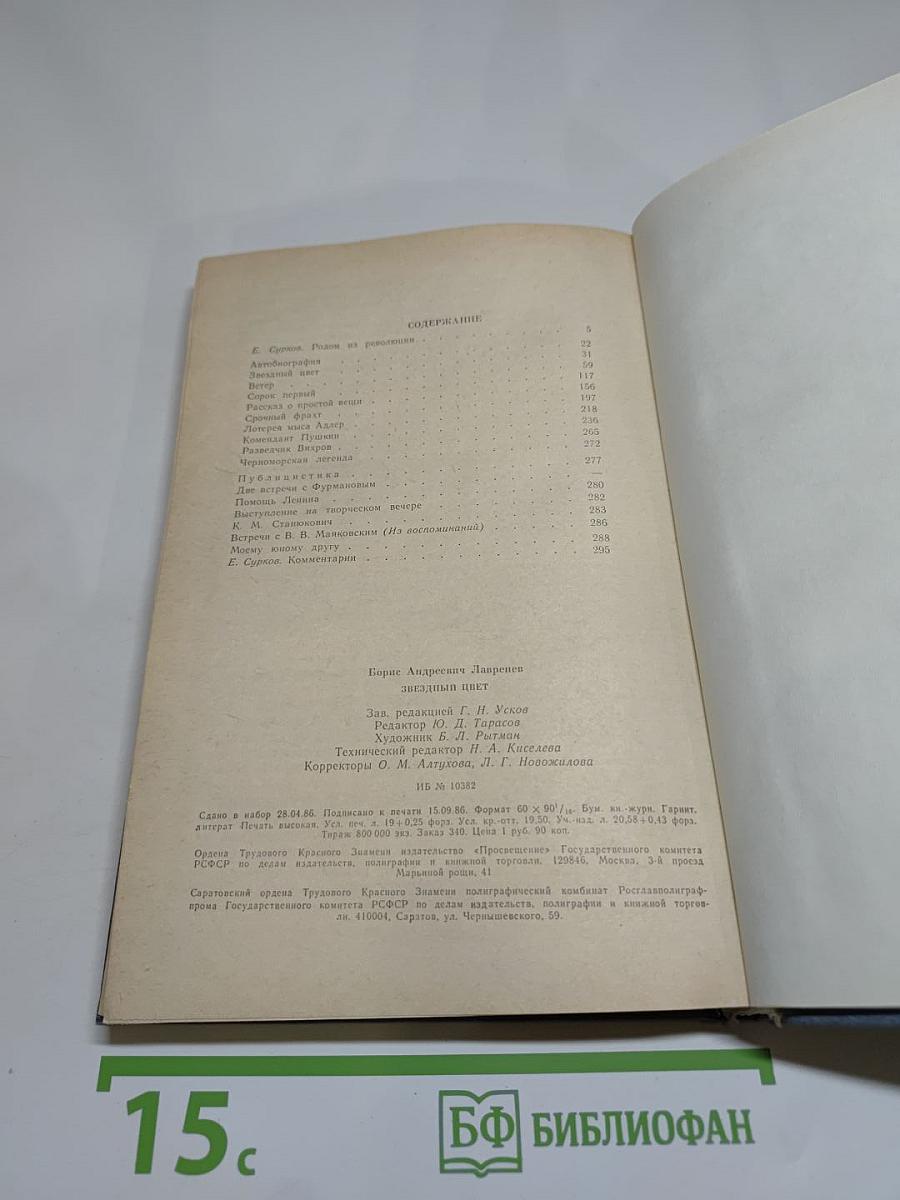 СОДЕРЖАНИЕ
Е. Сурков. Родом из революции . . . 5
Автобиография . . . 22
Звездный цвет . . . 31
Ветер . . . 59
Сорок первый . . . 117
Рассказ о простой вещи . . . 156
Срочный фрахт . . . 197
Лотерея мыса Адлер . . . 218
Комендант Пушкин . . . 236
Разведчик Вихров . . . 265
Черноморская легенда . . . 272
Публицистика . . . 277
Две встречи с Фурмановым . . . —
Помощь Ленина . . . 280
Выступление на творческом вечере . . . 282
К. М. Станюкович . . . 283
Встречи с В. В. Маяковским (Из воспоминаний) . . . 286
Моему юному другу . . . 288
Е. Сурков. Комментарии . . . 295
Борис Андреевич Лавренев
ЗВЕЗДНЫЙ ЦВЕТ
Зав. редакцией Г. Н. Усков
Редактор Ю. Д. Тарасов
Художник Б. Л. Рытман
Технический редактор Н. А. Киселева
Корректоры О. М. Алтухова, Л. Г. Новожилова
ИБ № 10382
Сдано в набор 28.04.86. Подписано к печати 15.09.86. Формат 60 × 90 1/16. Бум. кн.-журн. Гарнит.
литерат Печать высокая. Усл. печ. л. 19+0,25 форз. Усл. кр.-отт. 19,50. Уч.-изд. л. 20,58+0,43 форз.
Тираж 800 000 экз. Заказ 340. Цена 1 руб. 90 коп.
Ордена Трудового Красного Знамени издательство «Просвещение» Государственного комитета
РСФСР по делам издательств, полиграфии и книжной торговли. 129846, Москва, 3-й проезд
Марьиной рощи, 41
Саратовский ордена Трудового Красного Знамени полиграфический комбинат Росглавполиграф-
прома Государственного комитета РСФСР по делам издательств, полиграфии и книжной торгов-
ли. 410004, Саратов, ул. Чернышевского, 59.
15 с
БФ БИБЛИОФАН